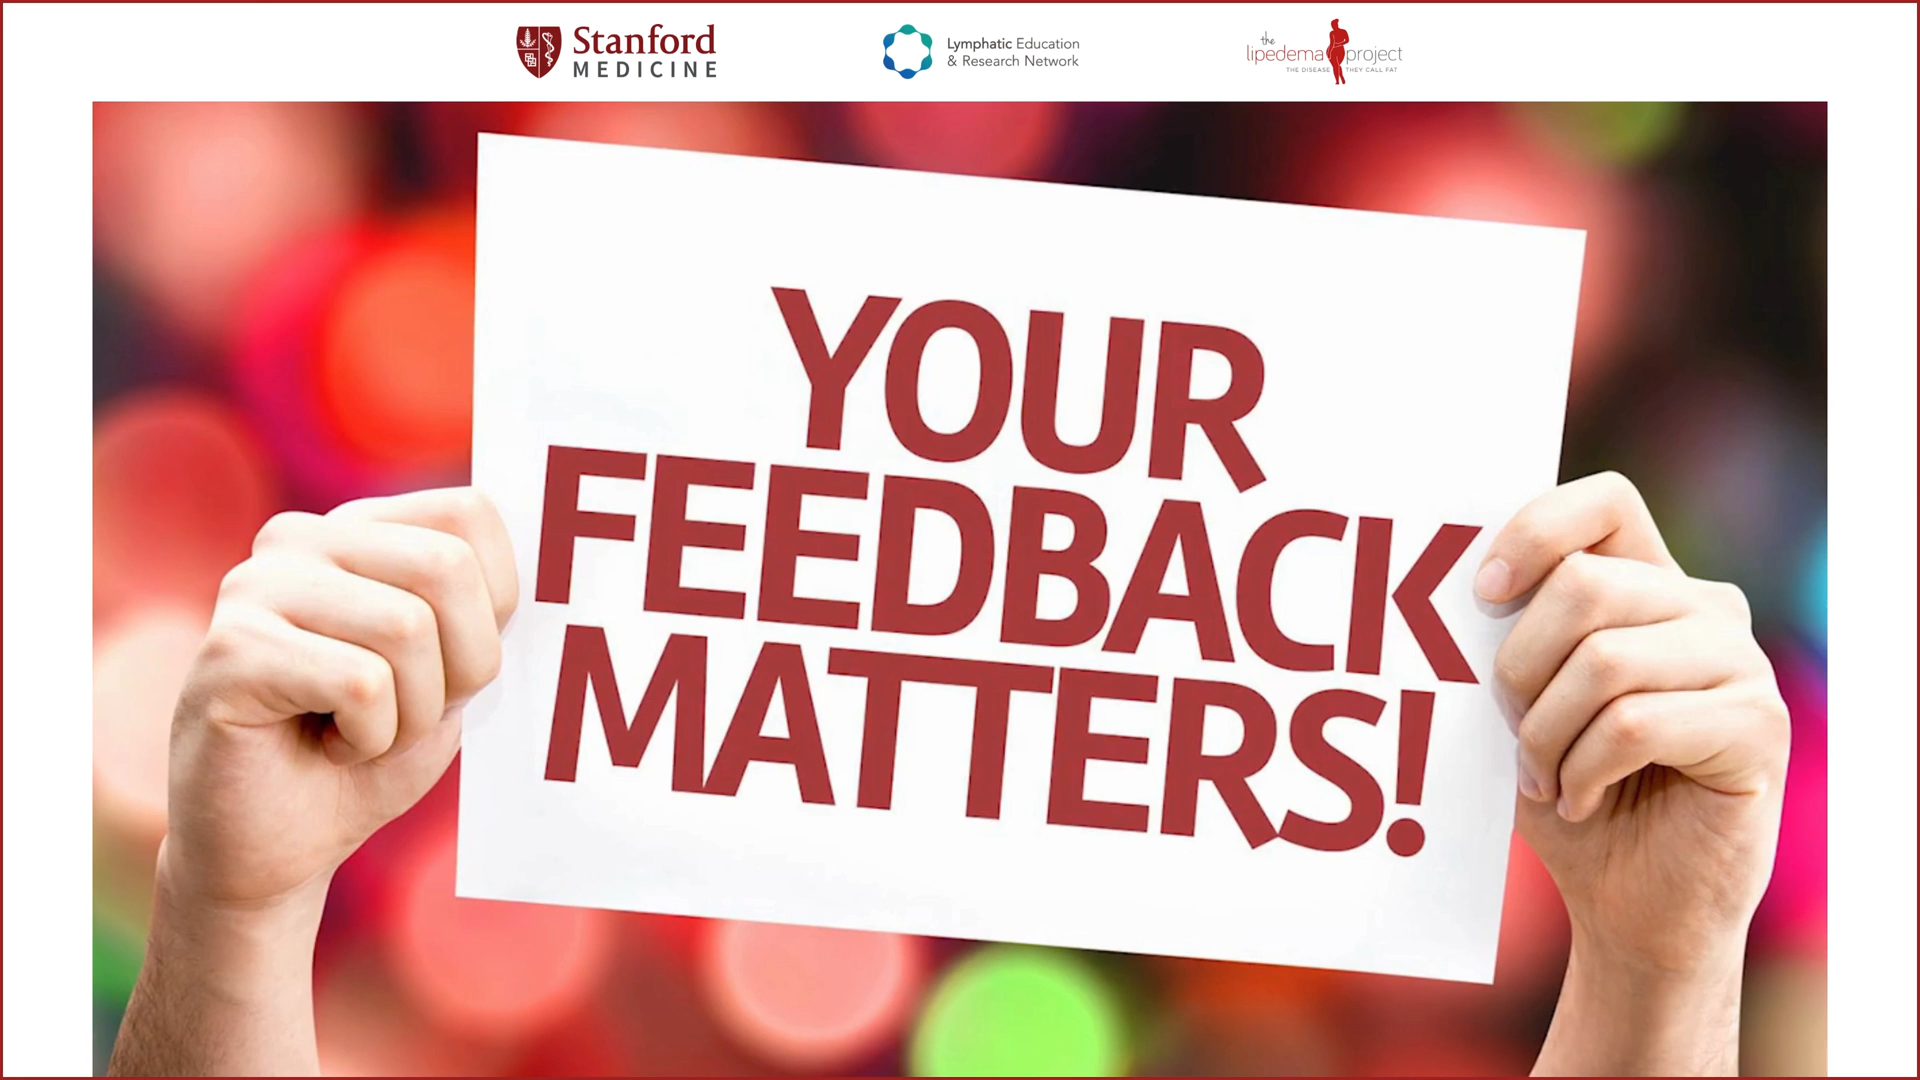 Stanford
MEDICINE
Lymphatic Education
& Research Network
the
lipedema project
THE DISEASE THEY CALL FAT
YOUR
FEEDBACK
MATTERS!